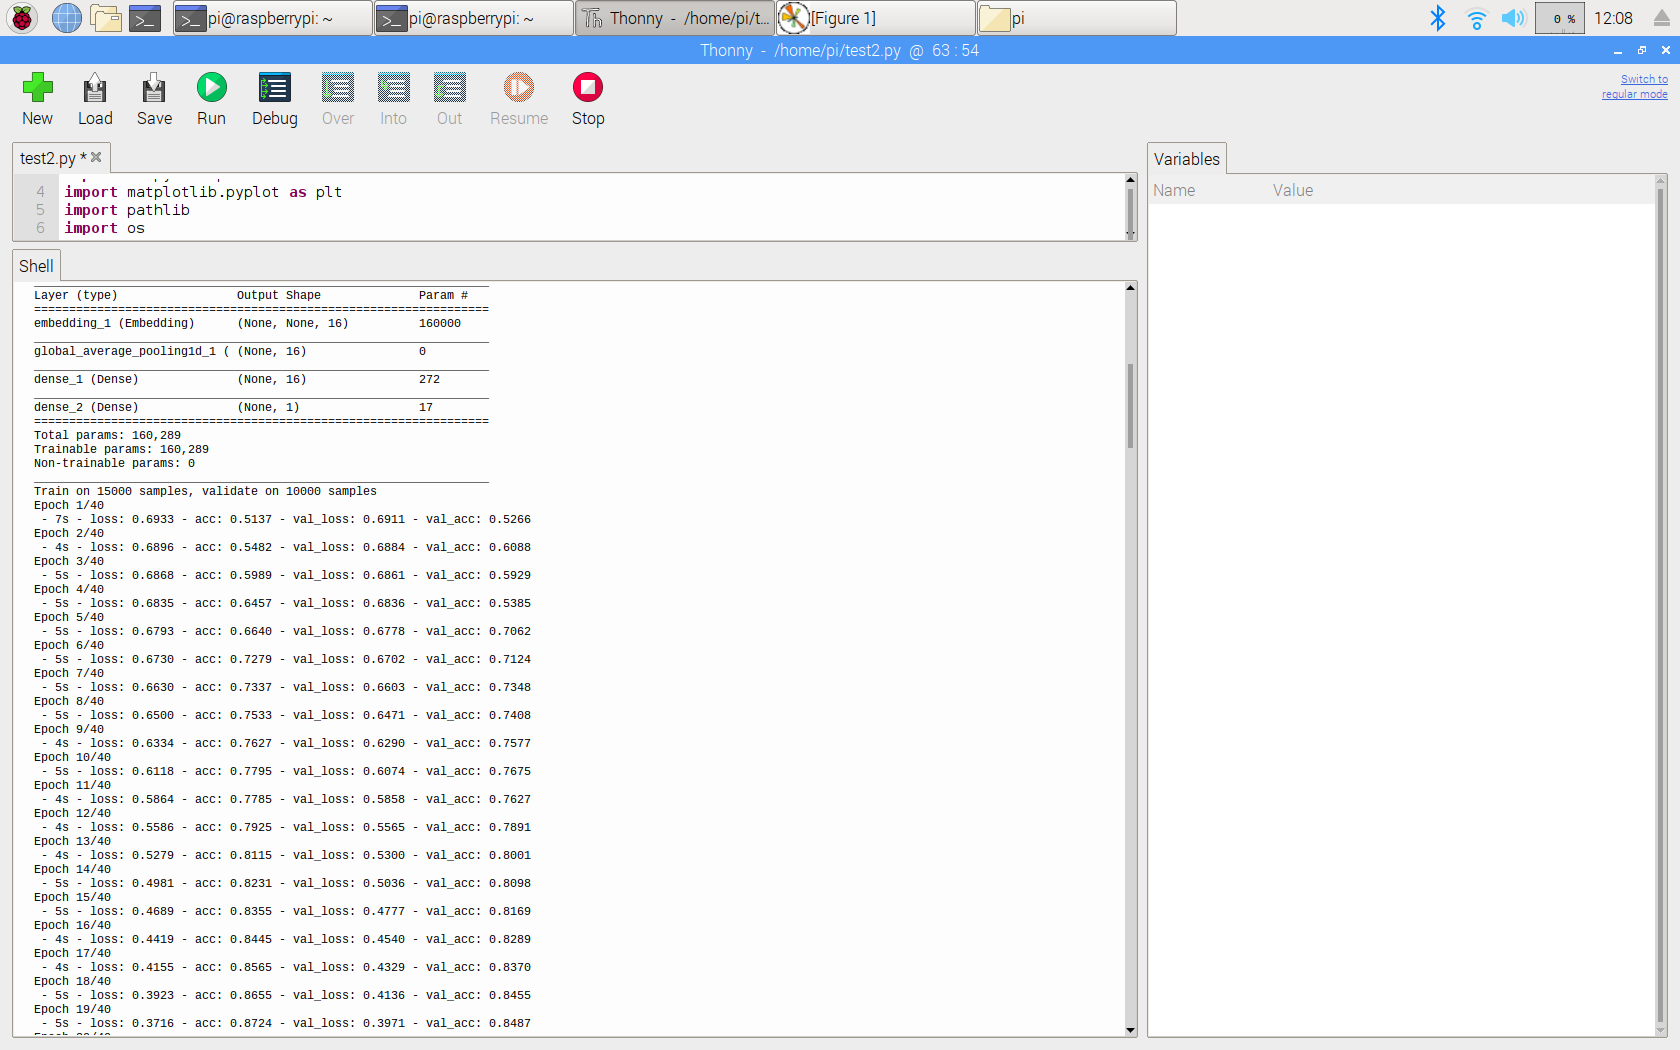 pi@raspberrypi: ~
pi@raspberrypi: ~
Thonny - /home/pi/t...
[Figure 1]
pi
0 %
12:08
Thonny - /home/pi/test2.py @ 63 : 54
New
Load
Save
Run
Debug
Over
Into
Out
Resume
Stop
Switch to
regular mode
test2.py *
4 import matplotlib.pyplot as plt
5 import pathlib
6 import os
Variables
Name Value
Shell
Layer (type) Output Shape Param #
=================================================================
embedding_1 (Embedding) (None, None, 16) 160000
global_average_pooling1d_1 ( (None, 16) 0
dense_1 (Dense) (None, 16) 272
dense_2 (Dense) (None, 1) 17
=================================================================
Total params: 160,289
Trainable params: 160,289
Non-trainable params: 0
Train on 15000 samples, validate on 10000 samples
Epoch 1/40
- 7s - loss: 0.6933 - acc: 0.5137 - val_loss: 0.6911 - val_acc: 0.5266
Epoch 2/40
- 4s - loss: 0.6896 - acc: 0.5482 - val_loss: 0.6884 - val_acc: 0.6088
Epoch 3/40
- 5s - loss: 0.6868 - acc: 0.5989 - val_loss: 0.6861 - val_acc: 0.5929
Epoch 4/40
- 5s - loss: 0.6835 - acc: 0.6457 - val_loss: 0.6836 - val_acc: 0.5385
Epoch 5/40
- 5s - loss: 0.6793 - acc: 0.6640 - val_loss: 0.6778 - val_acc: 0.7062
Epoch 6/40
- 5s - loss: 0.6730 - acc: 0.7279 - val_loss: 0.6702 - val_acc: 0.7124
Epoch 7/40
- 5s - loss: 0.6630 - acc: 0.7337 - val_loss: 0.6603 - val_acc: 0.7348
Epoch 8/40
- 5s - loss: 0.6500 - acc: 0.7533 - val_loss: 0.6471 - val_acc: 0.7408
Epoch 9/40
- 4s - loss: 0.6334 - acc: 0.7627 - val_loss: 0.6290 - val_acc: 0.7577
Epoch 10/40
- 5s - loss: 0.6118 - acc: 0.7795 - val_loss: 0.6074 - val_acc: 0.7675
Epoch 11/40
- 4s - loss: 0.5864 - acc: 0.7785 - val_loss: 0.5858 - val_acc: 0.7627
Epoch 12/40
- 4s - loss: 0.5586 - acc: 0.7925 - val_loss: 0.5565 - val_acc: 0.7891
Epoch 13/40
- 4s - loss: 0.5279 - acc: 0.8115 - val_loss: 0.5300 - val_acc: 0.8001
Epoch 14/40
- 5s - loss: 0.4981 - acc: 0.8231 - val_loss: 0.5036 - val_acc: 0.8098
Epoch 15/40
- 5s - loss: 0.4689 - acc: 0.8355 - val_loss: 0.4777 - val_acc: 0.8169
Epoch 16/40
- 4s - loss: 0.4419 - acc: 0.8445 - val_loss: 0.4540 - val_acc: 0.8289
Epoch 17/40
- 4s - loss: 0.4155 - acc: 0.8565 - val_loss: 0.4329 - val_acc: 0.8370
Epoch 18/40
- 5s - loss: 0.3923 - acc: 0.8655 - val_loss: 0.4136 - val_acc: 0.8455
Epoch 19/40
- 5s - loss: 0.3716 - acc: 0.8724 - val_loss: 0.3971 - val_acc: 0.8487